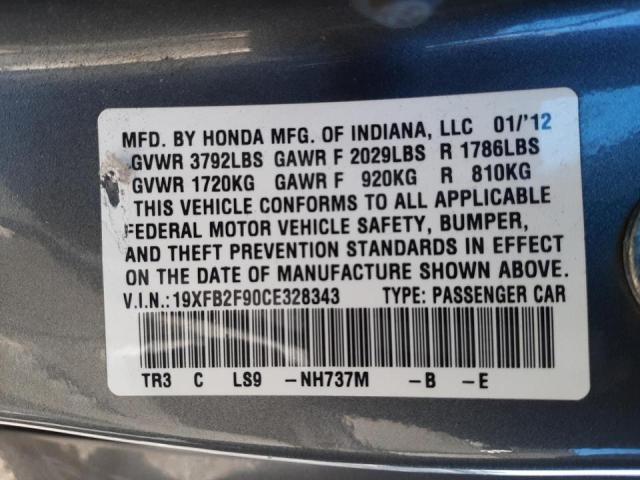 MFD. BY HONDA MFG. OF INDIANA, LLC 01/'12
GVWR 3792LBS GAWR F 2029LBS R 1786LBS
GVWR 1720KG GAWR F 920KG R 810KG
THIS VEHICLE CONFORMS TO ALL APPLICABLE
FEDERAL MOTOR VEHICLE SAFETY, BUMPER,
AND THEFT PREVENTION STANDARDS IN EFFECT
ON THE DATE OF MANUFACTURE SHOWN ABOVE.
V.I.N.:19XFB2F90CE328343 TYPE: PASSENGER CAR
TR3 C LS9 -NH737M -B -E